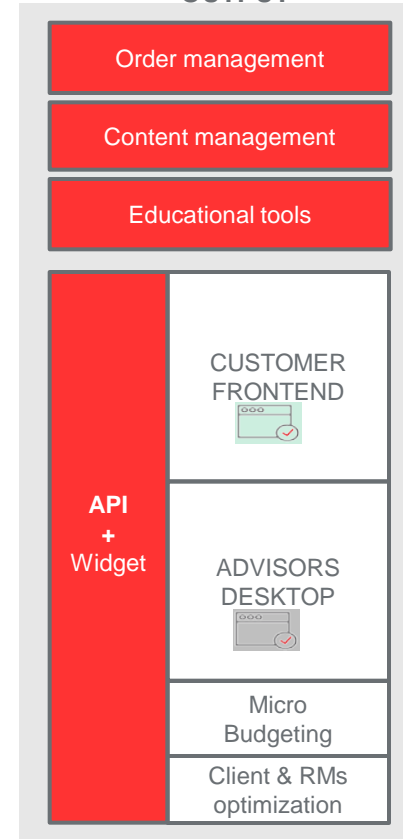 Order management
Content management
Educational tools
API
+
Widget
CUSTOMER
FRONTEND
ADVISORS
DESKTOP
Micro
Budgeting
Client & RMs
optimization